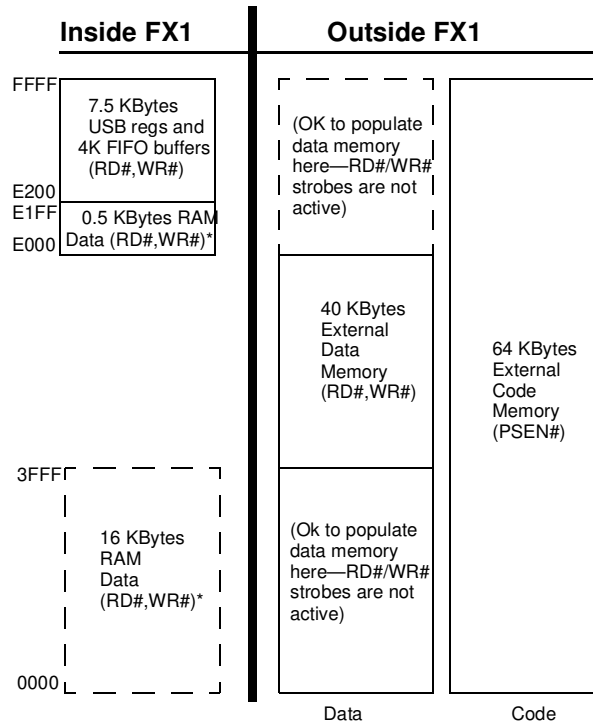 Inside FX1
Outside FX1
FFFF
7.5 KBytes
USB regs and
4K FIFO buffers
(RD#,WR#)
E200
E1FF
0.5 KBytes RAM
Data (RD#,WR#)*
E000
(OK to populate
data memory
here—RD#/WR#
strobes are not
active)
40 KBytes
External
Data
Memory
(RD#,WR#)
64 KBytes
External
Code
Memory
(PSEN#)
3FFF
16 KBytes
RAM
Data
(RD#,WR#)*
0000
(Ok to populate
data memory
here—RD#/WR#
strobes are not
active)
Data
Code